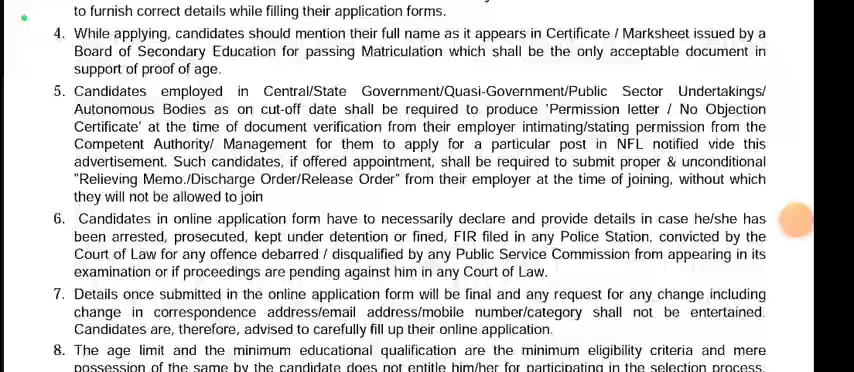 to furnish correct details while filling their application forms.
4. While applying, candidates should mention their full name as it appears in Certificate / Marksheet issued by a
Board of Secondary Education for passing Matriculation which shall be the only acceptable document in
support of proof of age.
5. Candidates employed in Central/State Government/Quasi-Government/Public Sector Undertakings/
Autonomous Bodies as on cut-off date shall be required to produce 'Permission letter / No Objection
Certificate' at the time of document verification from their employer intimating/stating permission from the
Competent Authority/ Management for them to apply for a particular post in NFL notified vide this
advertisement. Such candidates, if offered appointment, shall be required to submit proper & unconditional
"Relieving Memo./Discharge Order/Release Order" from their employer at the time of joining, without which
they will not be allowed to join
6. Candidates in online application form have to necessarily declare and provide details in case he/she has
been arrested, prosecuted, kept under detention or fined, FIR filed in any Police Station, convicted by the
Court of Law for any offence debarred / disqualified by any Public Service Commission from appearing in its
examination or if proceedings are pending against him in any Court of Law.
7. Details once submitted in the online application form will be final and any request for any change including
change in correspondence address/email address/mobile number/category shall not be entertained.
Candidates are, therefore, advised to carefully fill up their online application.
8. The age limit and the minimum educational qualification are the minimum eligibility criteria and mere
possession of the same by the candidate does not entitle him/her for participating in the selection process.